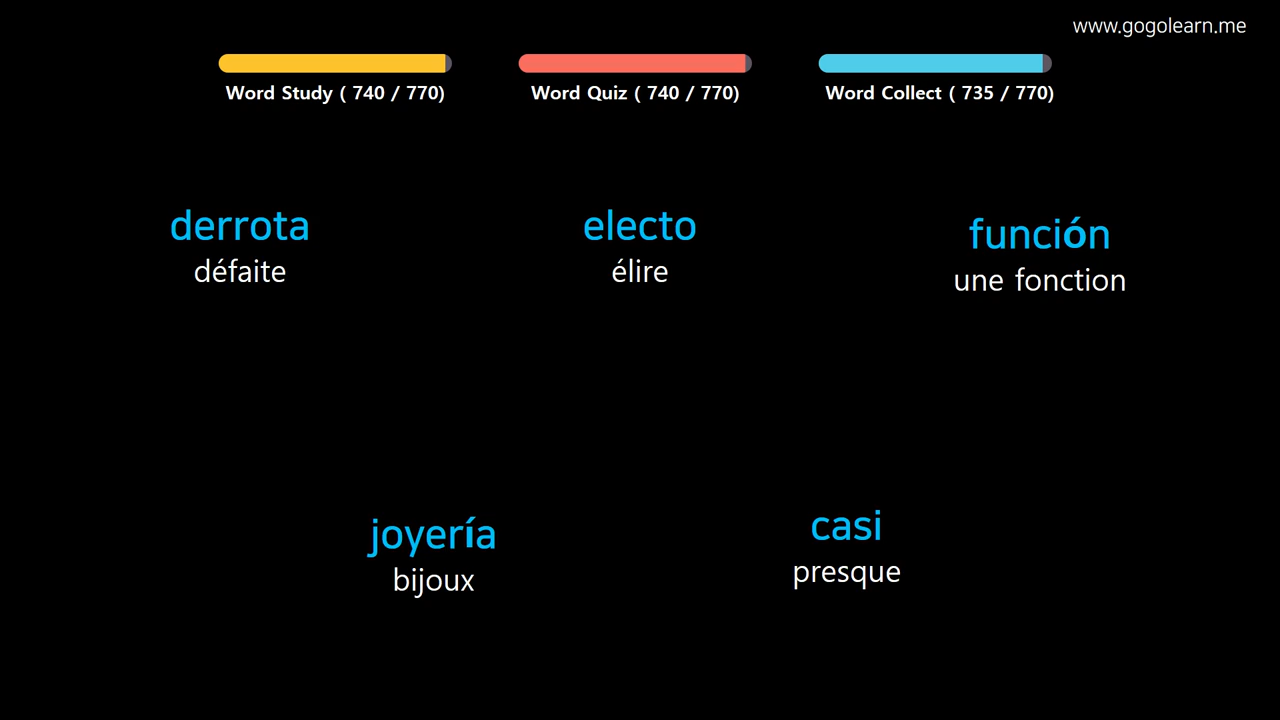 www.gogolearn.me
Word Study ( 740 / 770)
Word Quiz ( 740 / 770)
Word Collect ( 735 / 770)
derrota
défaite
electo
élire
función
une fonction
joyería
bijoux
casi
presque